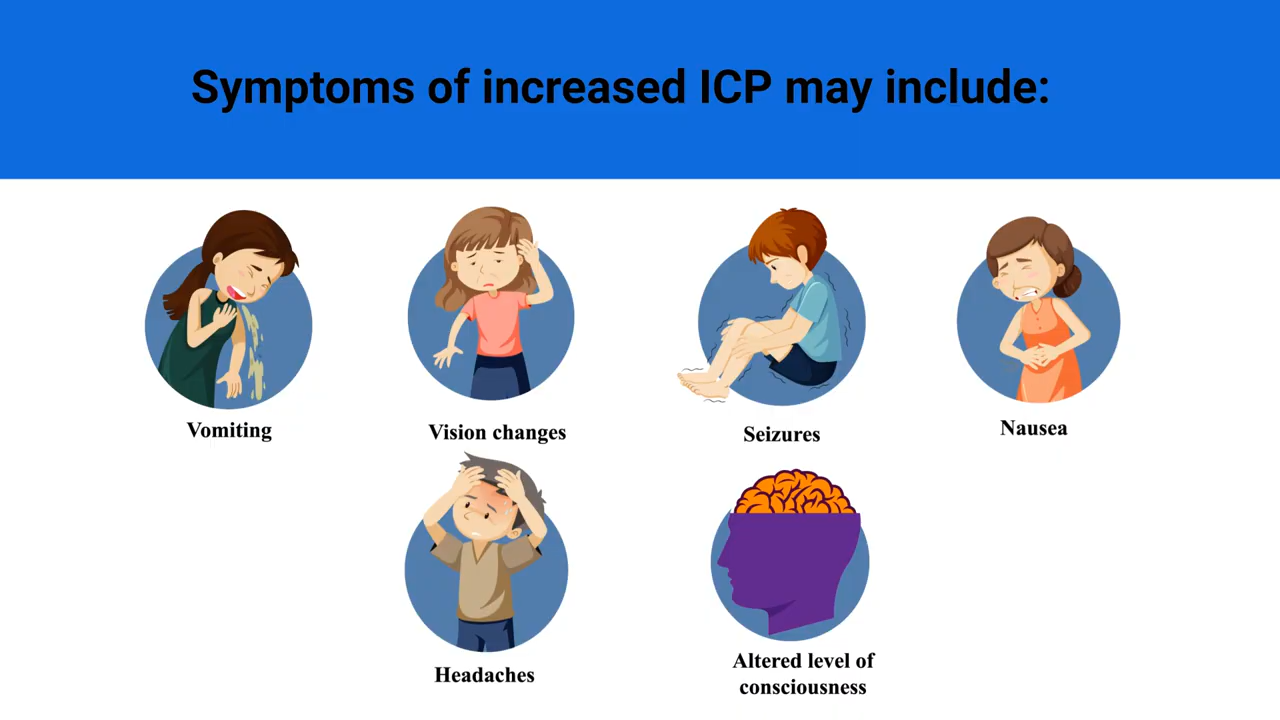 Symptoms of increased ICP may include:
Vomiting
Vision changes
Seizures
Nausea
Headaches
Altered level of
consciousness